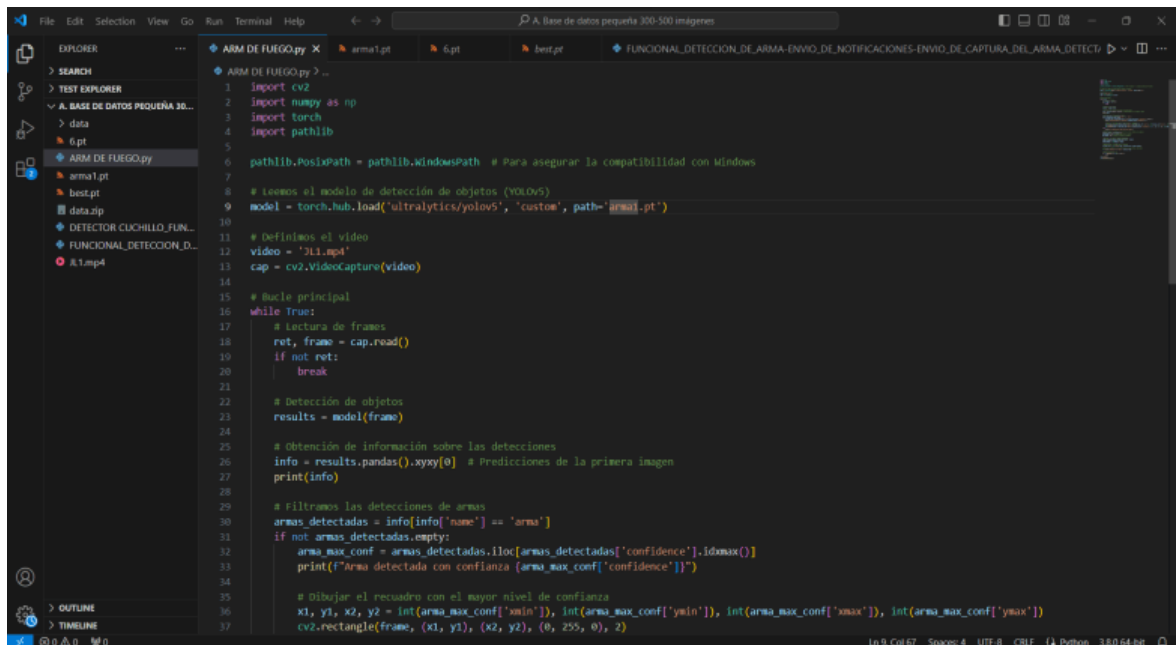 File Edit Selection View Go Run Terminal Help
A. Base de datos pequeña 300-500 imágenes
EXPLORER
SEARCH
TEST EXPLORER
A. BASE DE DATOS PEQUEÑA 30...
data
6.pt
ARM DE FUEGO.py
arma1.pt
best.pt
data.zip
DETECTOR CUCHILLO_FUN...
FUNCIONAL_DETECCION_D...
JL1.mp4
OUTLINE
TIMELINE
ARM DE FUEGO.py arma1.pt 6.pt best.pt FUNCIONAL_DETECCION_DE_ARMA-ENVIO_DE_NOTIFICACIONES-ENVIO_DE_CAPTURA_DEL_ARMA_DETECTA
ARM DE FUEGO.py > ...
1 import cv2
2 import numpy as np
3 import torch
4 import pathlib
5
6 pathlib.PosixPath = pathlib.WindowsPath # Para asegurar la compatibilidad con Windows
7
8 # Leemos el modelo de detección de objetos (YOLOv5)
9 model = torch.hub.load('ultralytics/yolov5', 'custom', path='arma1.pt')
10
11 # Definimos el video
12 video = 'JL1.mp4'
13 cap = cv2.VideoCapture(video)
14
15 # Bucle principal
16 while True:
17 # Lectura de frames
18 ret, frame = cap.read()
19 if not ret:
20 break
21
22 # Detección de objetos
23 results = model(frame)
24
25 # Obtención de información sobre las detecciones
26 info = results.pandas().xyxy[0] # Predicciones de la primera imagen
27 print(info)
28
29 # Filtramos las detecciones de armas
30 armas_detectadas = info[info['name'] == 'arma']
31 if not armas_detectadas.empty:
32 arma_max_conf = armas_detectadas.iloc[armas_detectadas['confidence'].idxmax()]
33 print(f"Arma detectada con confianza {arma_max_conf['confidence']}")
34
35 # Dibujar el recuadro con el mayor nivel de confianza
36 x1, y1, x2, y2 = int(arma_max_conf['xmin']), int(arma_max_conf['ymin']), int(arma_max_conf['xmax']), int(arma_max_conf['ymax'])
37 cv2.rectangle(frame, (x1, y1), (x2, y2), (0, 255, 0), 2)
0 0 0 Ln 9, Col 67 Spaces: 4 UTF-8 CRLF Python 3.8.0 64-bit